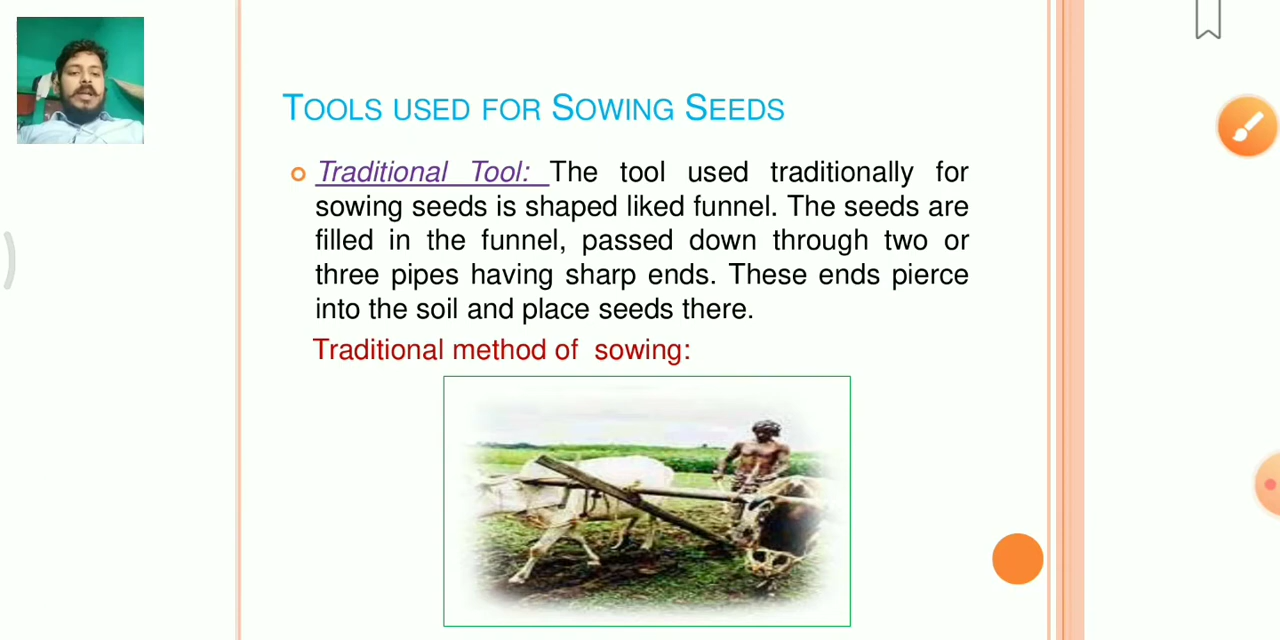 TOOLS USED FOR SOWING SEEDS
Traditional Tool: The tool used traditionally for
sowing seeds is shaped liked funnel. The seeds are
filled in the funnel, passed down through two or
three pipes having sharp ends. These ends pierce
into the soil and place seeds there.
Traditional method of sowing: